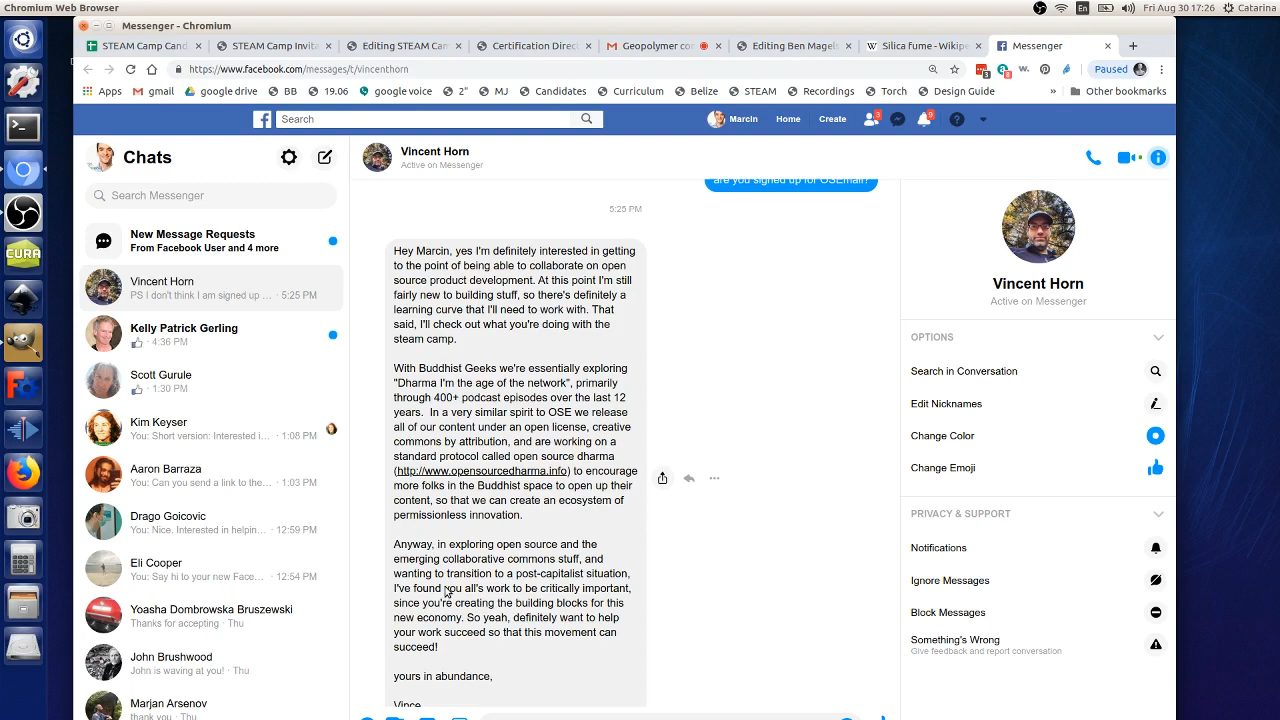 Chromium Web Browser
En
Fri Aug 30 17:26
Catarina
Messenger - Chromium
STEAM Camp Cand
STEAM Camp Invita
Editing STEAM Can
Certification Direc
Geopolymer co
Editing Ben Magels
Silica fume - Wikipe
Messenger
https://www.facebook.com/messages/t/vincenthorn
Paused
Apps
gmail
google drive
BB
19.06
google voice
2"
MJ
Candidates
Curriculum
Belize
STEAM
Recordings
Torch
Design Guide
»
Other bookmarks
Search
Marcin
Home
Create
3
9
Chats
Search Messenger
New Message Requests
From Facebook User and 4 more
Vincent Horn
PS I don't think I am signed up ... · 5:25 PM
Kelly Patrick Gerling
· 4:36 PM
Scott Gurule
· 1:30 PM
Kim Keyser
You: Short version: Interested i... · 1:08 PM
Aaron Barraza
You: Can you send a link to the... · 1:03 PM
Drago Goicovic
You: Nice. Interested in helpin... · 12:59 PM
Eli Cooper
You: Say hi to your new Face... · 12:54 PM
Yoasha Dombrowska Bruszewski
Thanks for accepting · Thu
John Brushwood
John is waving at you! · Thu
Marjan Arsenov
thank you · Thu
CURA
Vincent Horn
Active on Messenger
are you signed up for OSEmail?
5:25 PM
Hey Marcin, yes I'm definitely interested in getting
to the point of being able to collaborate on open
source product development. At this point I'm still
fairly new to building stuff, so there's definitely a
learning curve that I'll need to work with. That
said, I'll check out what you're doing with the
steam camp.
With Buddhist Geeks we're essentially exploring
"Dharma I'm the age of the network", primarily
through 400+ podcast episodes over the last 12
years. In a very similar spirit to OSE we release
all of our content under an open license, creative
commons by attribution, and are working on a
standard protocol called open source dharma
(http://www.opensourcedharma.info) to encourage
more folks in the Buddhist space to open up their
content, so that we can create an ecosystem of
permissionless innovation.
Anyway, in exploring open source and the
emerging collaborative commons stuff, and
wanting to transition to a post-capitalist situation,
I've found you all's work to be critically important,
since you're creating the building blocks for this
new economy. So yeah, definitely want to help
your work succeed so that this movement can
succeed!
yours in abundance,
Vince
Vincent Horn
Active on Messenger
OPTIONS
Search in Conversation
Edit Nicknames
Change Color
Change Emoji
PRIVACY & SUPPORT
Notifications
Ignore Messages
Block Messages
Something's Wrong
Give feedback and report conversation